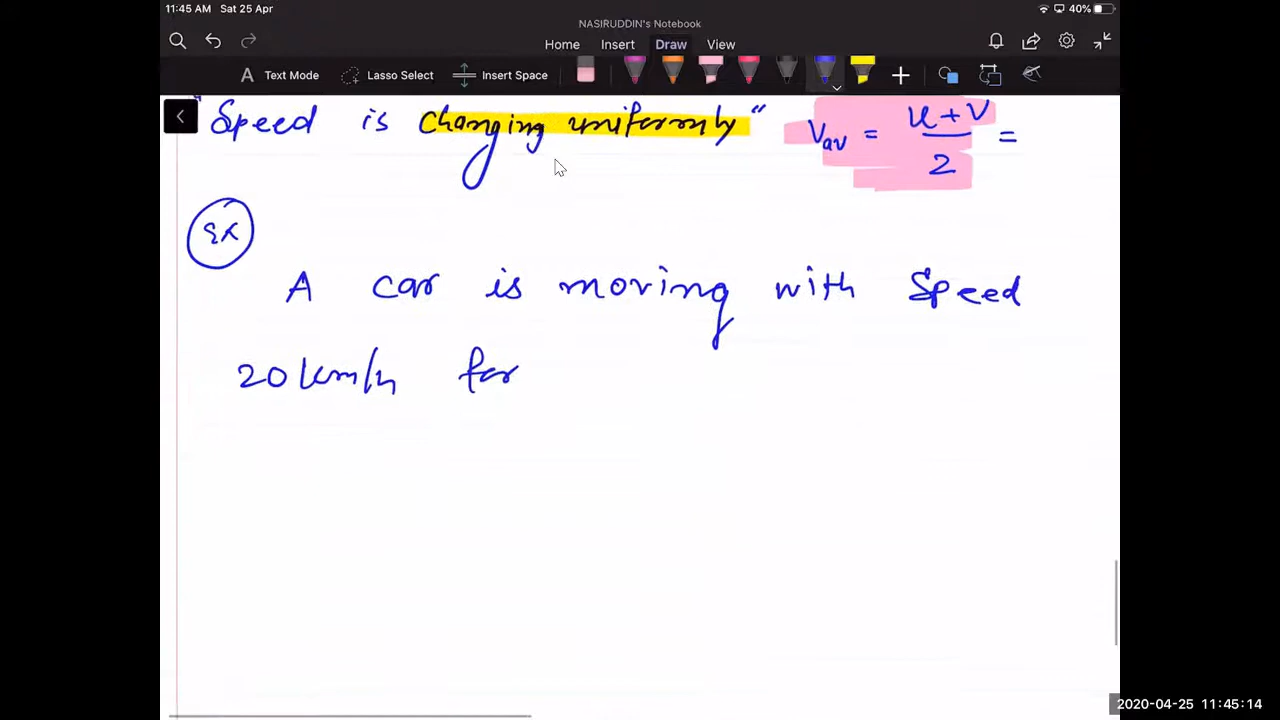 11:45 AM Sat 25 Apr
40%
NASIRUDDIN's Notebook
Home Insert Draw View
Text Mode Lasso Select Insert Space
"Speed is changing uniformly" Vav = u+v/2 =
Ex
A car is moving with Speed
20 km/h for
2020-04-25 11:45:14